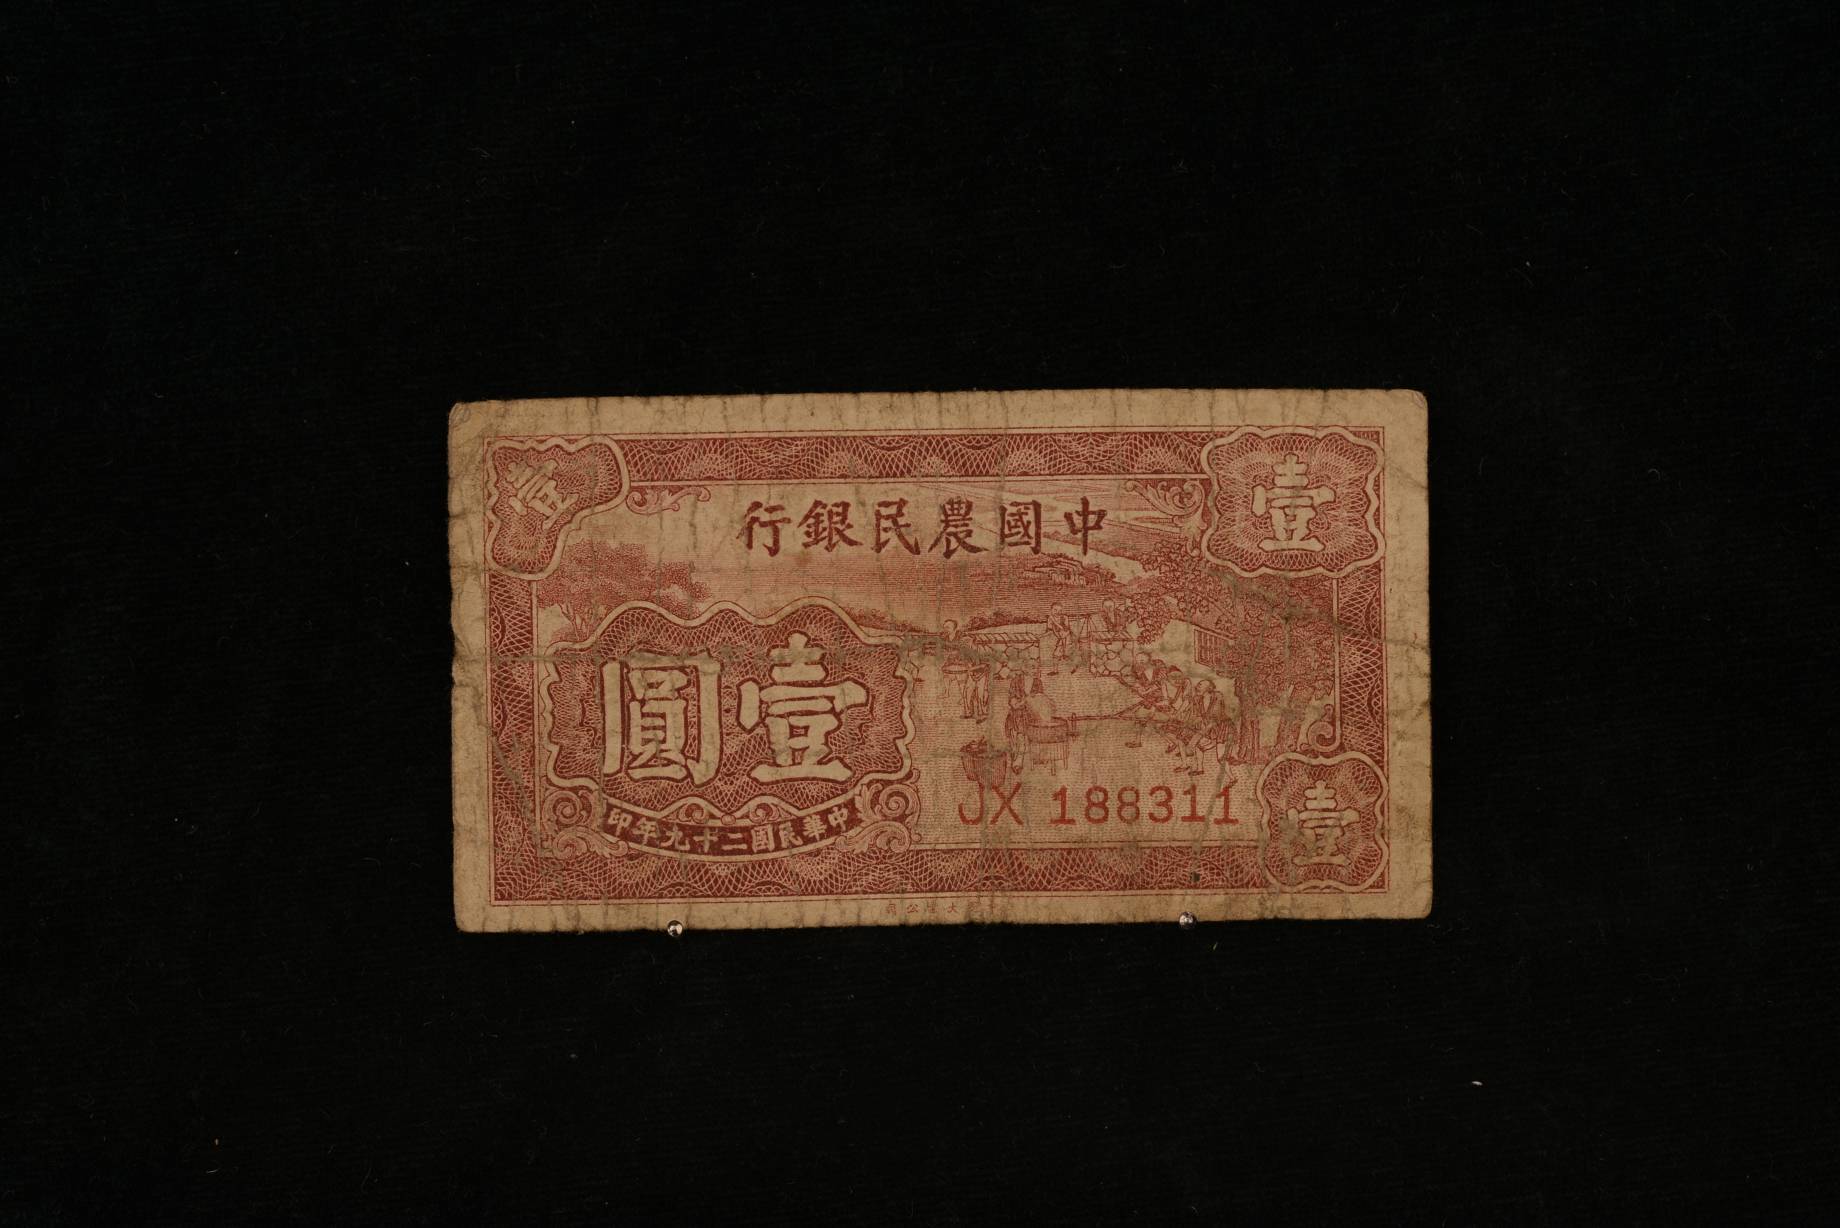 壹
壹
中國農民銀行
壹圓
JX 188311
中華民國二十九年印
壹